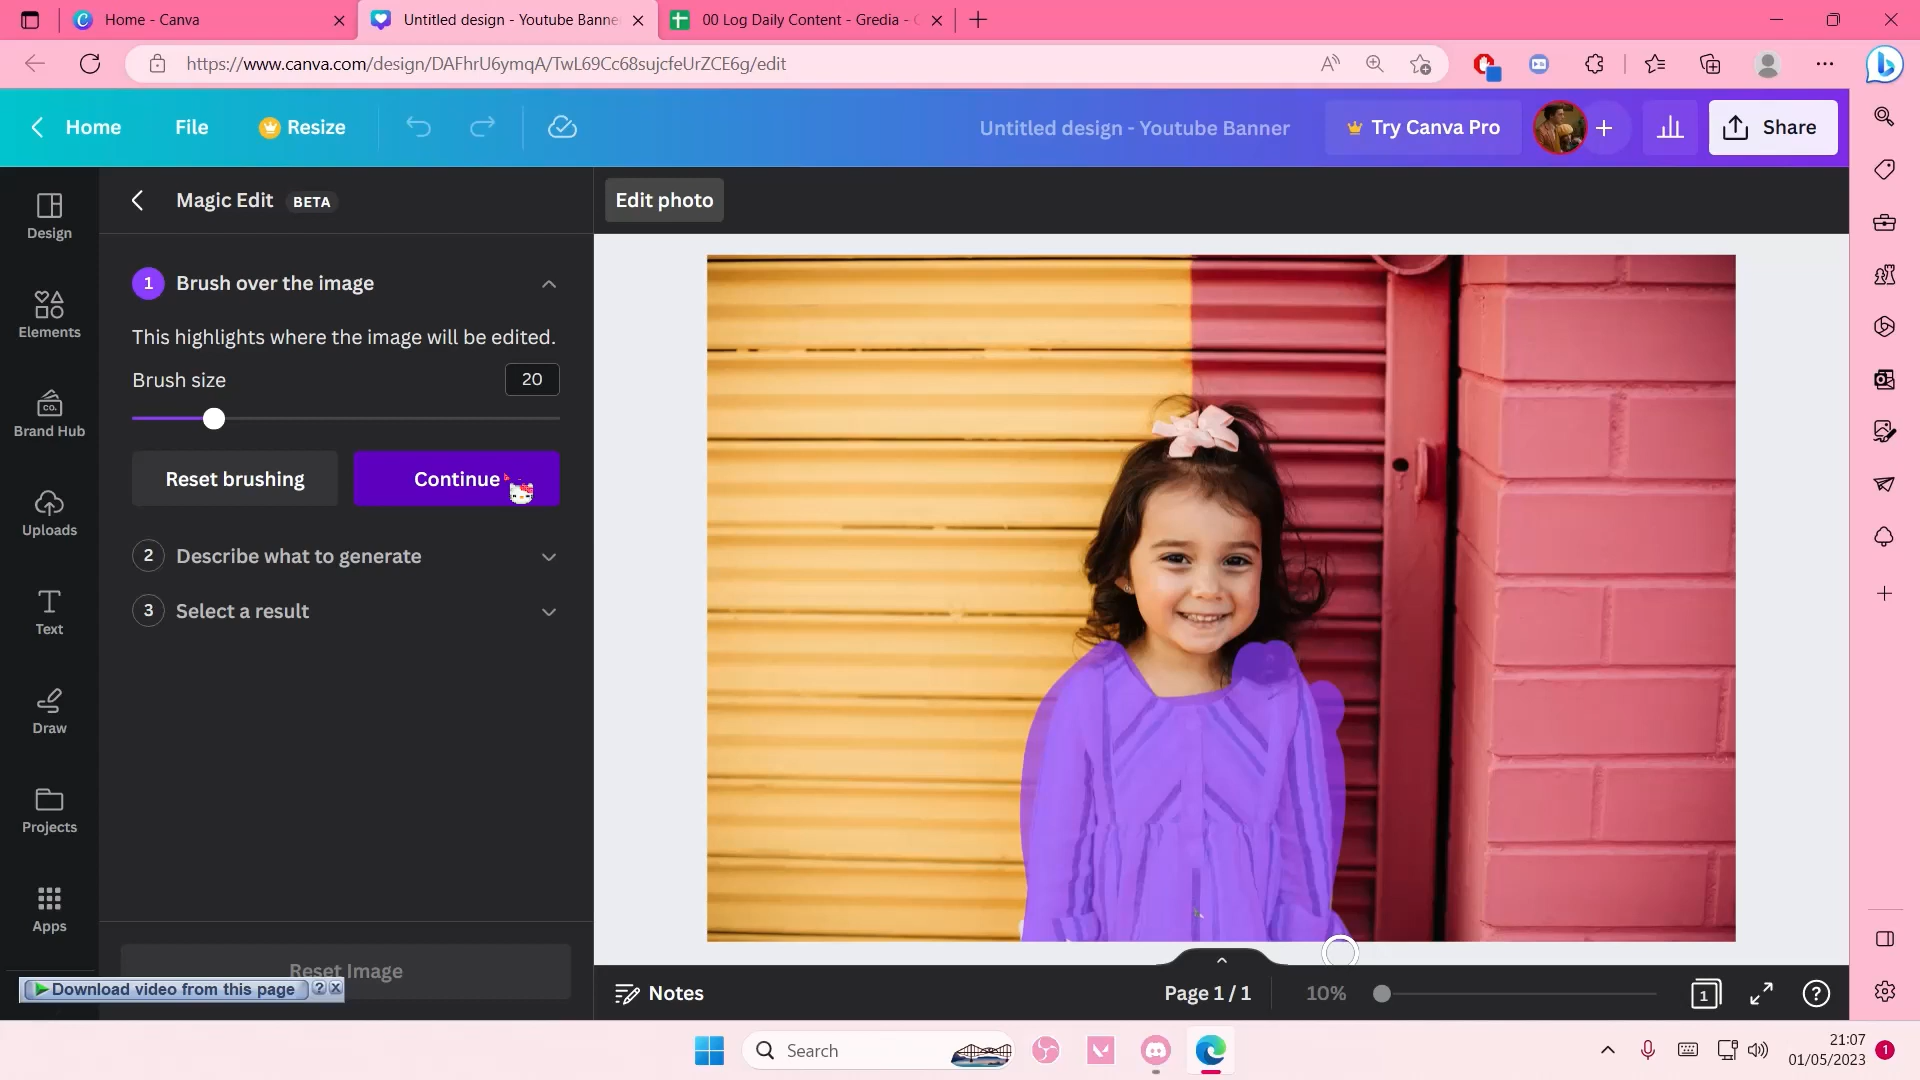 Home - Canva
Untitled design - Youtube Banne
00 Log Daily Content - Gredia -
https://www.canva.com/design/DAFhrU6ymqA/TwL69Cc68sujcfeUrZCE6g/edit
Home
File
Resize
Untitled design - Youtube Banner
Try Canva Pro
Share
Magic Edit
BETA
Edit photo
Design
Elements
Brand Hub
Uploads
Text
Draw
Projects
Apps
1
Brush over the image
This highlights where the image will be edited.
Brush size
20
Reset brushing
Continue
2
Describe what to generate
3
Select a result
Reset Image
Download video from this page
Notes
Page 1 / 1
10%
1
Search
21:07
01/05/2023
1